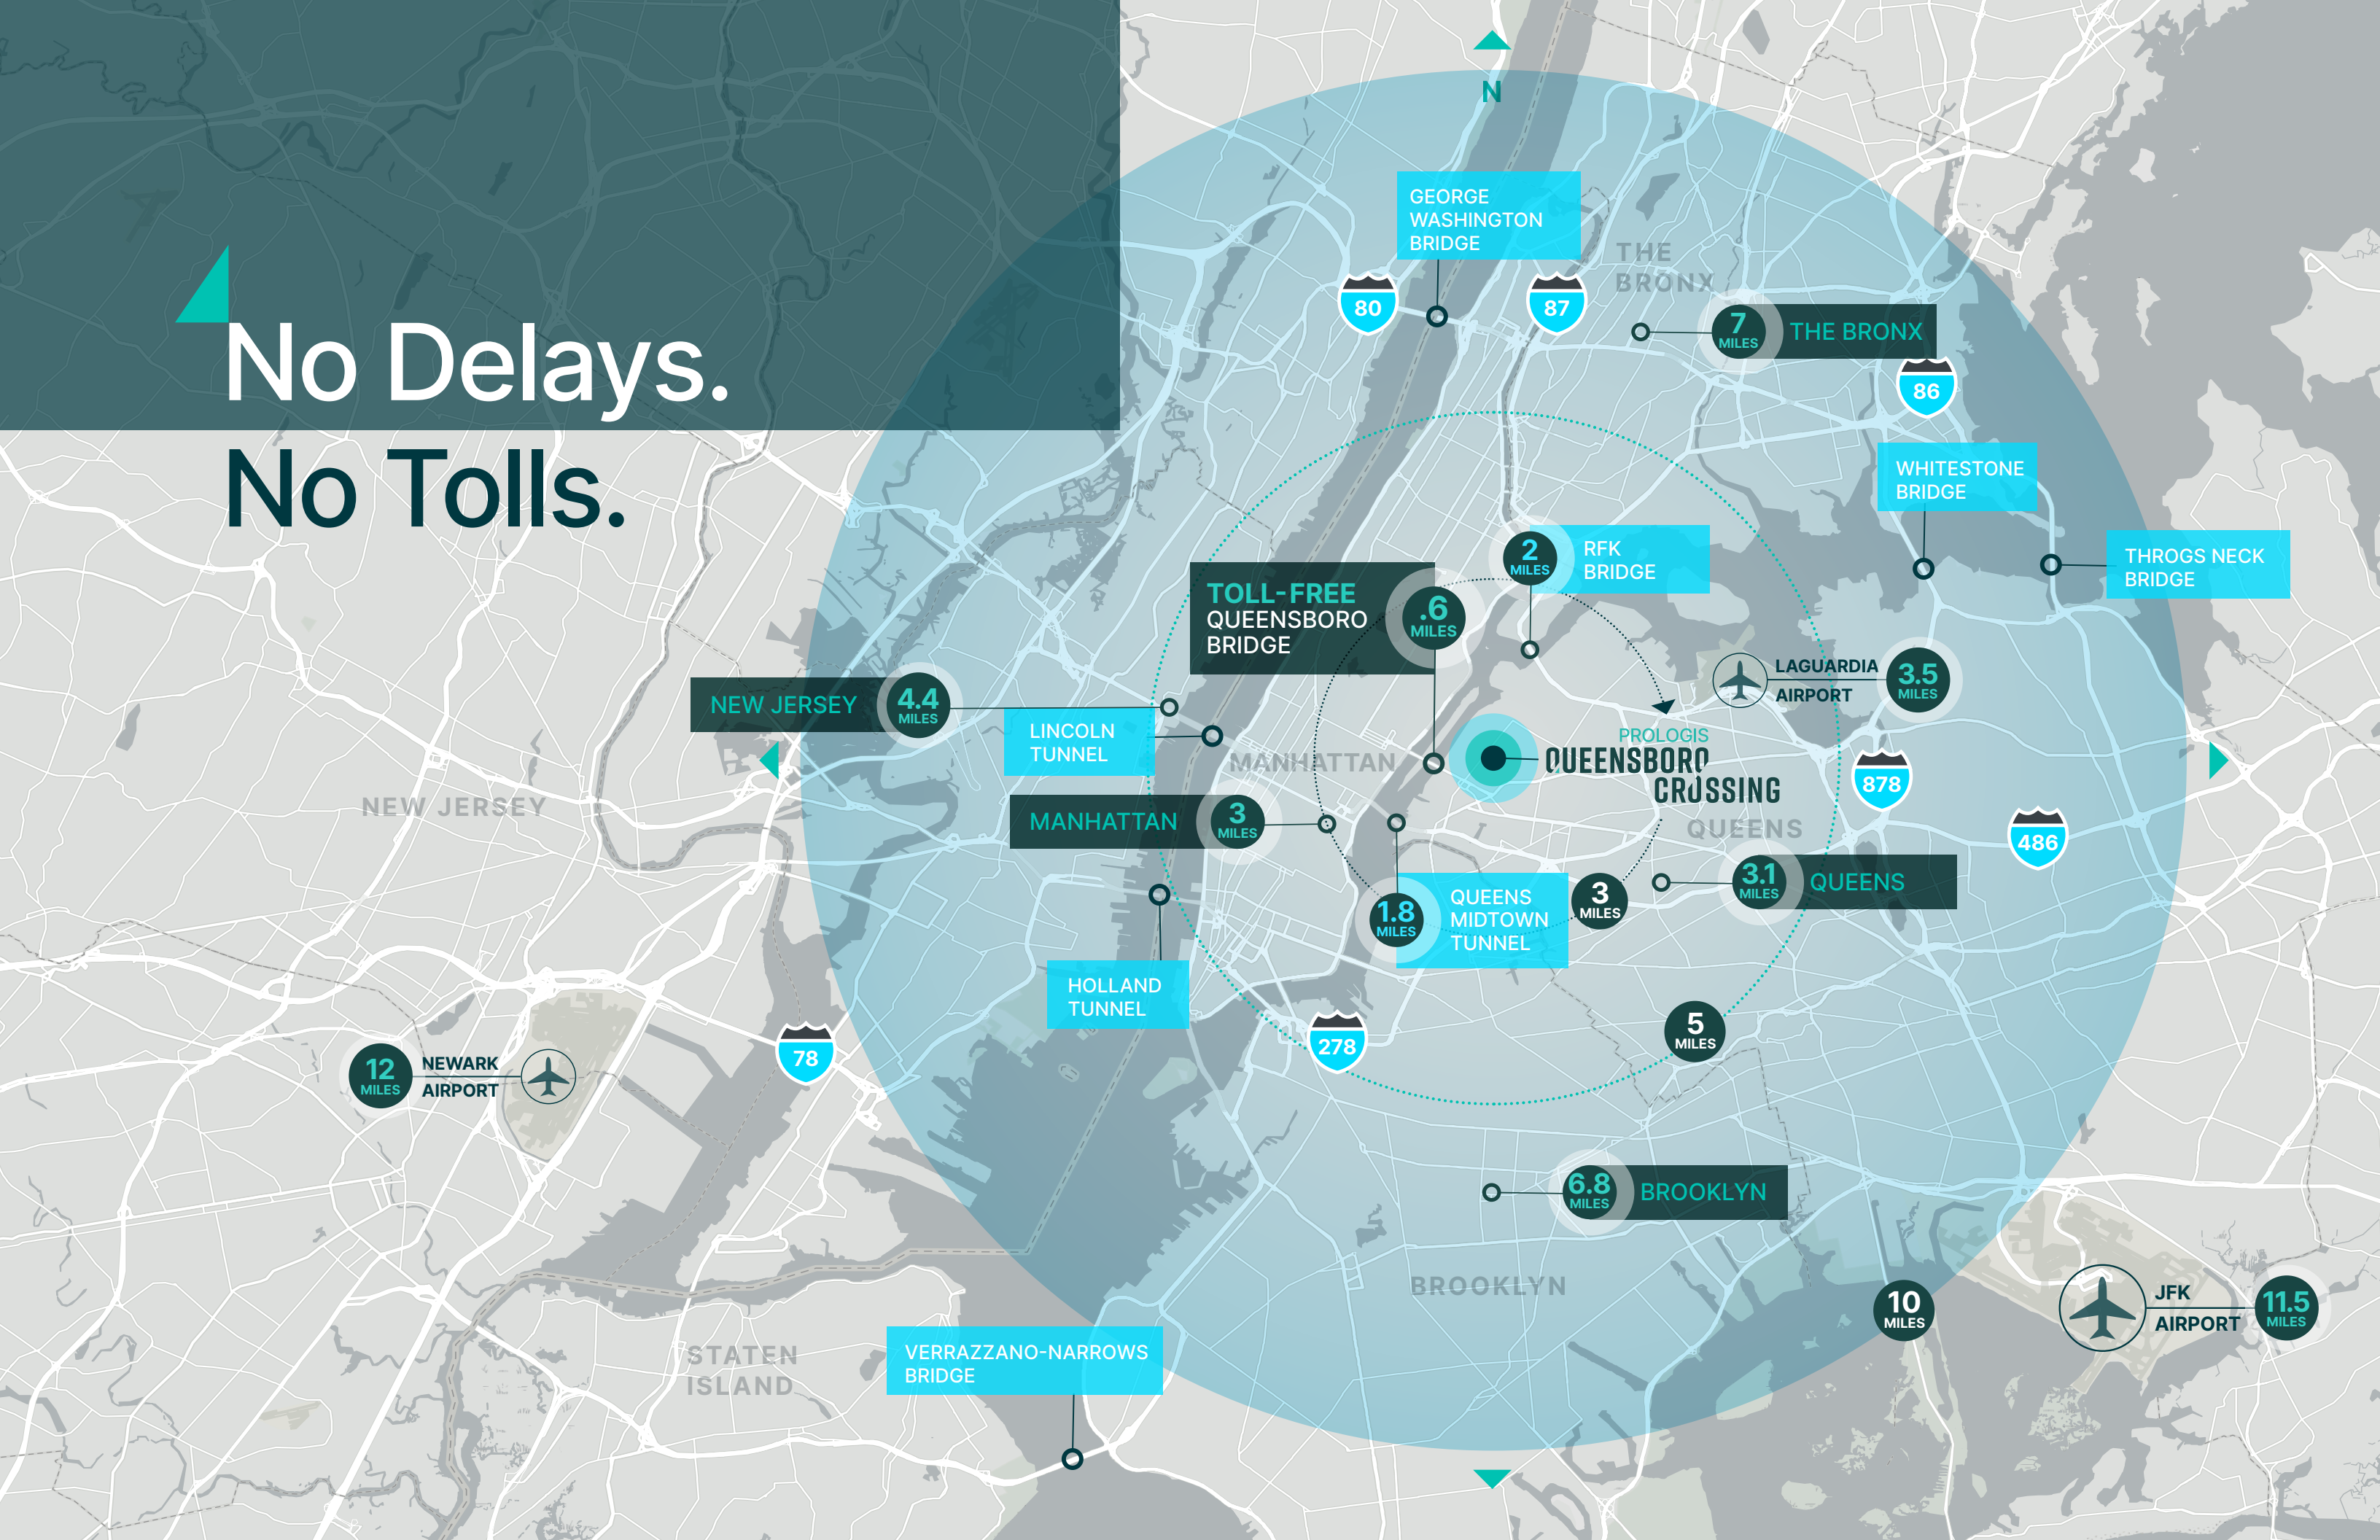 No Delays.
No Tolls.
N
GEORGE
WASHINGTON
BRIDGE
THE
BRONX
80
87
7
MILES
THE BRONX
86
WHITESTONE
BRIDGE
THROGS NECK
BRIDGE
2
MILES
RFK
BRIDGE
TOLL-FREE
QUEENSBORO
BRIDGE
.6
MILES
LAGUARDIA
AIRPORT
3.5
MILES
NEW JERSEY
4.4
MILES
LINCOLN
TUNNEL
MANHATTAN
PROLOGIS
QUEENSBORO
CROSSING
878
NEW JERSEY
MANHATTAN
3
MILES
QUEENS
486
3.1
MILES
QUEENS
1.8
MILES
QUEENS
MIDTOWN
TUNNEL
3
MILES
HOLLAND
TUNNEL
5
MILES
278
78
12
MILES
NEWARK
AIRPORT
6.8
MILES
BROOKLYN
BROOKLYN
10
MILES
JFK
AIRPORT
11.5
MILES
STATEN
ISLAND
VERRAZZANO-NARROWS
BRIDGE